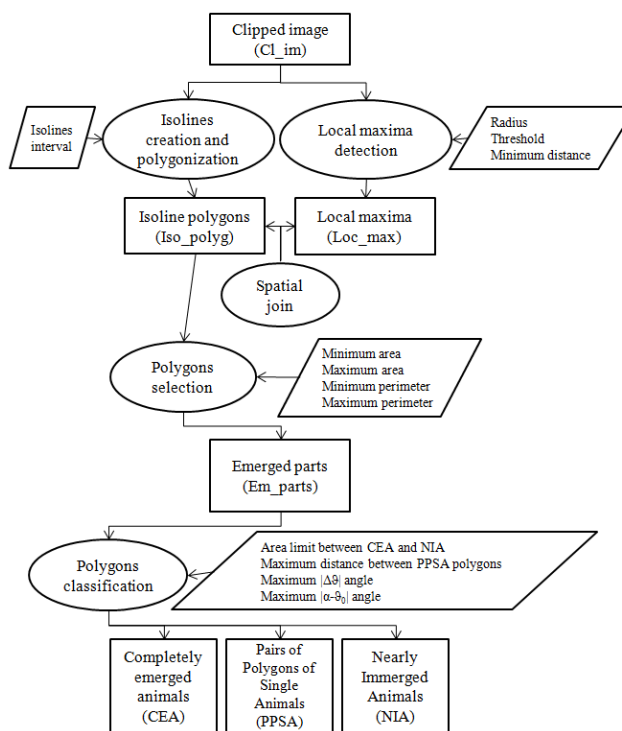 Clipped image
(Cl_im)
Isolines
interval
Isolines
creation and
polygonization
Local maxima
detection
Radius
Threshold
Minimum distance
Isoline polygons
(Iso_polyg)
Local maxima
(Loc_max)
Spatial
join
Polygons
selection
Minimum area
Maximum area
Minimum perimeter
Maximum perimeter
Emerged parts
(Em_parts)
Polygons
classification
Area limit between CEA and NIA
Maximum distance between PPSA polygons
Maximum |Δϑ| angle
Maximum |α-ϑ₀| angle
Completely
emerged
animals
(CEA)
Pairs of
Polygons of
Single
Animals
(PPSA)
Nearly
Immerged
Animals
(NIA)